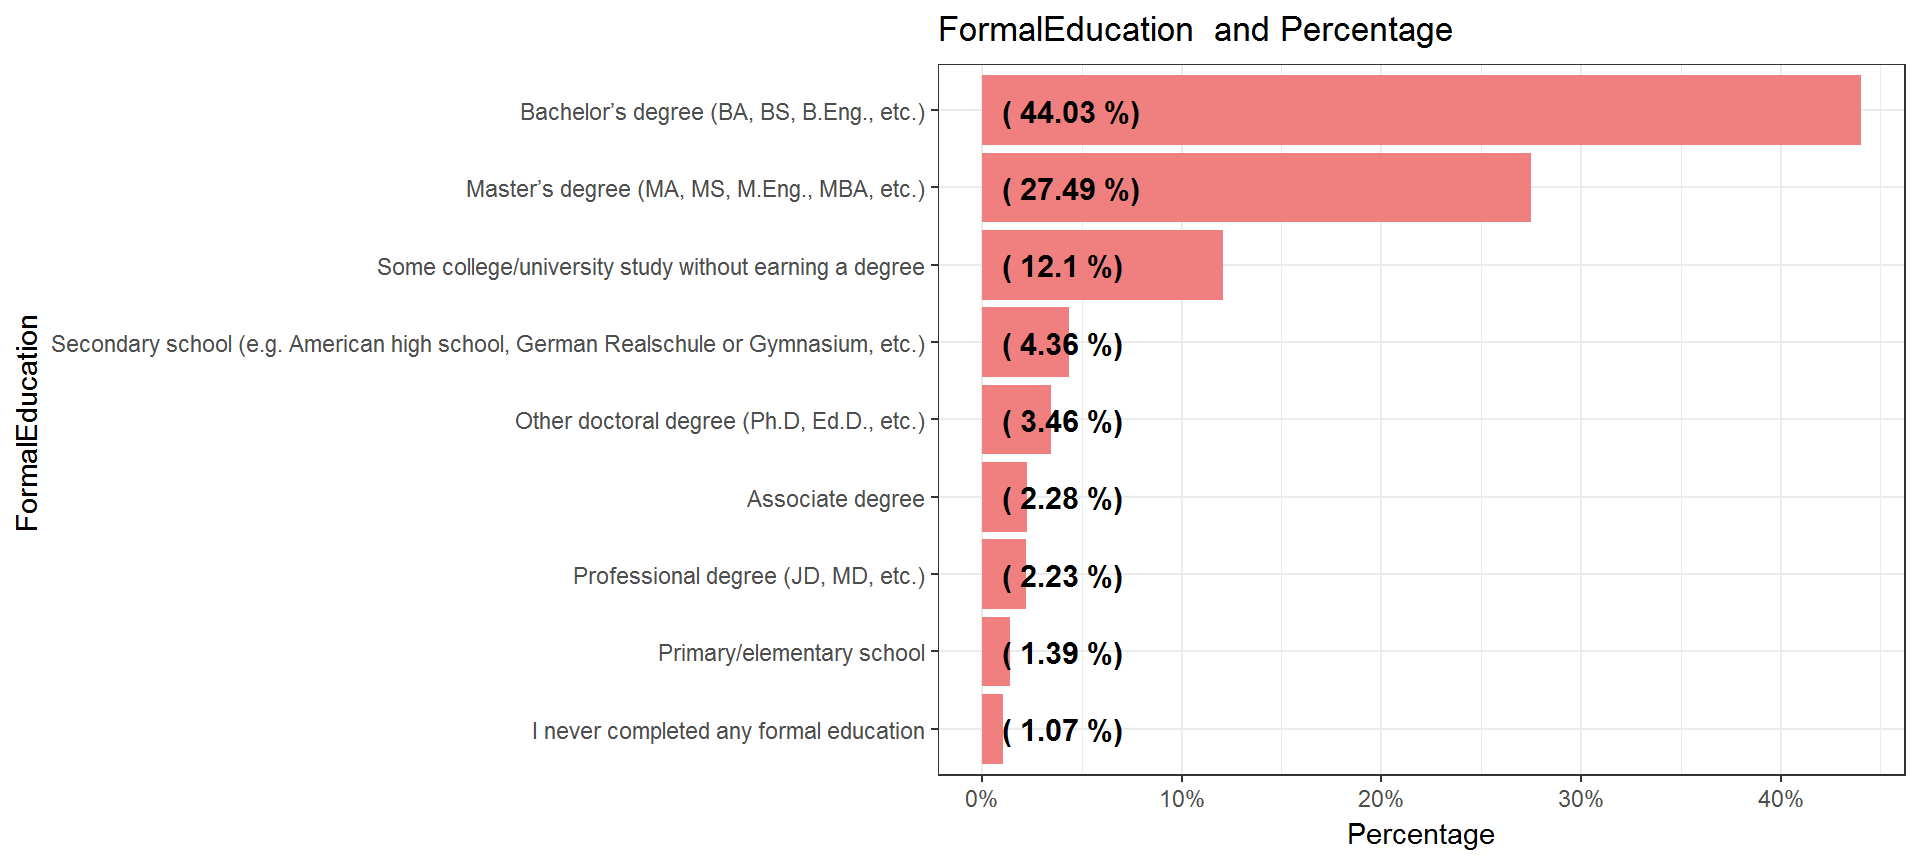 FormalEducation  and Percentage
Bachelor’s degree (BA, BS, B.Eng., etc.) ( 44.03 %)
Master’s degree (MA, MS, M.Eng., MBA, etc.) ( 27.49 %)
Some college/university study without earning a degree ( 12.1 %)
Secondary school (e.g. American high school, German Realschule or Gymnasium, etc.) ( 4.36 %)
Other doctoral degree (Ph.D, Ed.D., etc.) ( 3.46 %)
Associate degree ( 2.28 %)
Professional degree (JD, MD, etc.) ( 2.23 %)
Primary/elementary school ( 1.39 %)
I never completed any formal education ( 1.07 %)
FormalEducation
0% 10% 20% 30% 40%
Percentage